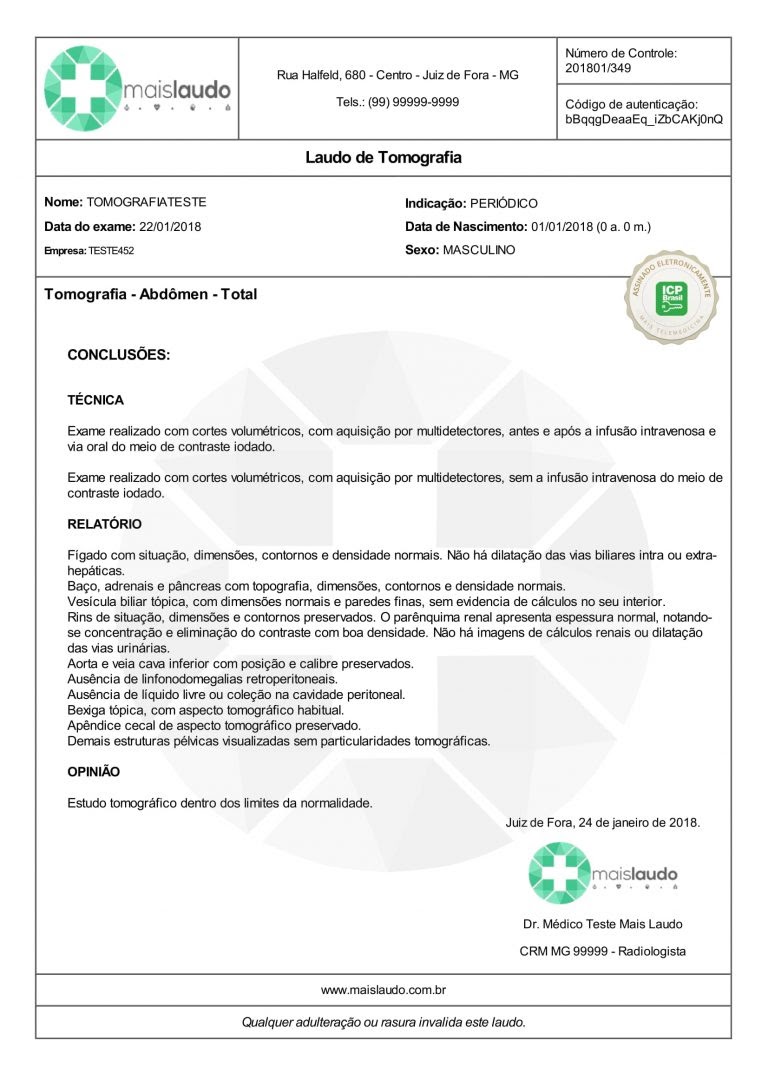 maislaudo
Rua Halfeld, 680 - Centro - Juiz de Fora - MG
Tels.: (99) 99999-9999
Número de Controle:
201801/349
Código de autenticação:
bBqqgDeaaEq_iZbCAKj0nQ
Laudo de Tomografia
Nome: TOMOGRAFIATESTE
Indicação: PERIÓDICO
Data do exame: 22/01/2018
Data de Nascimento: 01/01/2018 (0 a. 0 m.)
Empresa: TESTE452
Sexo: MASCULINO
ASSINADO ELETRONICAMENTE
ICP
Brasil
MAIS TELEMEDICINA
Tomografia - Abdômen - Total
CONCLUSÕES:
TÉCNICA
Exame realizado com cortes volumétricos, com aquisição por multidetectores, antes e após a infusão intravenosa e
via oral do meio de contraste iodado.
Exame realizado com cortes volumétricos, com aquisição por multidetectores, sem a infusão intravenosa do meio de
contraste iodado.
RELATÓRIO
Fígado com situação, dimensões, contornos e densidade normais. Não há dilatação das vias biliares intra ou extra-
hepáticas.
Baço, adrenais e pâncreas com topografia, dimensões, contornos e densidade normais.
Vesícula biliar tópica, com dimensões normais e paredes finas, sem evidencia de cálculos no seu interior.
Rins de situação, dimensões e contornos preservados. O parênquima renal apresenta espessura normal, notando-
se concentração e eliminação do contraste com boa densidade. Não há imagens de cálculos renais ou dilatação
das vias urinárias.
Aorta e veia cava inferior com posição e calibre preservados.
Ausência de linfonodomegalias retroperitoneais.
Ausência de líquido livre ou coleção na cavidade peritoneal.
Bexiga tópica, com aspecto tomográfico habitual.
Apêndice cecal de aspecto tomográfico preservado.
Demais estruturas pélvicas visualizadas sem particularidades tomográficas.
OPINIÃO
Estudo tomográfico dentro dos limites da normalidade.
Juiz de Fora, 24 de janeiro de 2018.
maislaudo
Dr. Médico Teste Mais Laudo
CRM MG 99999 - Radiologista
www.maislaudo.com.br
Qualquer adulteração ou rasura invalida este laudo.